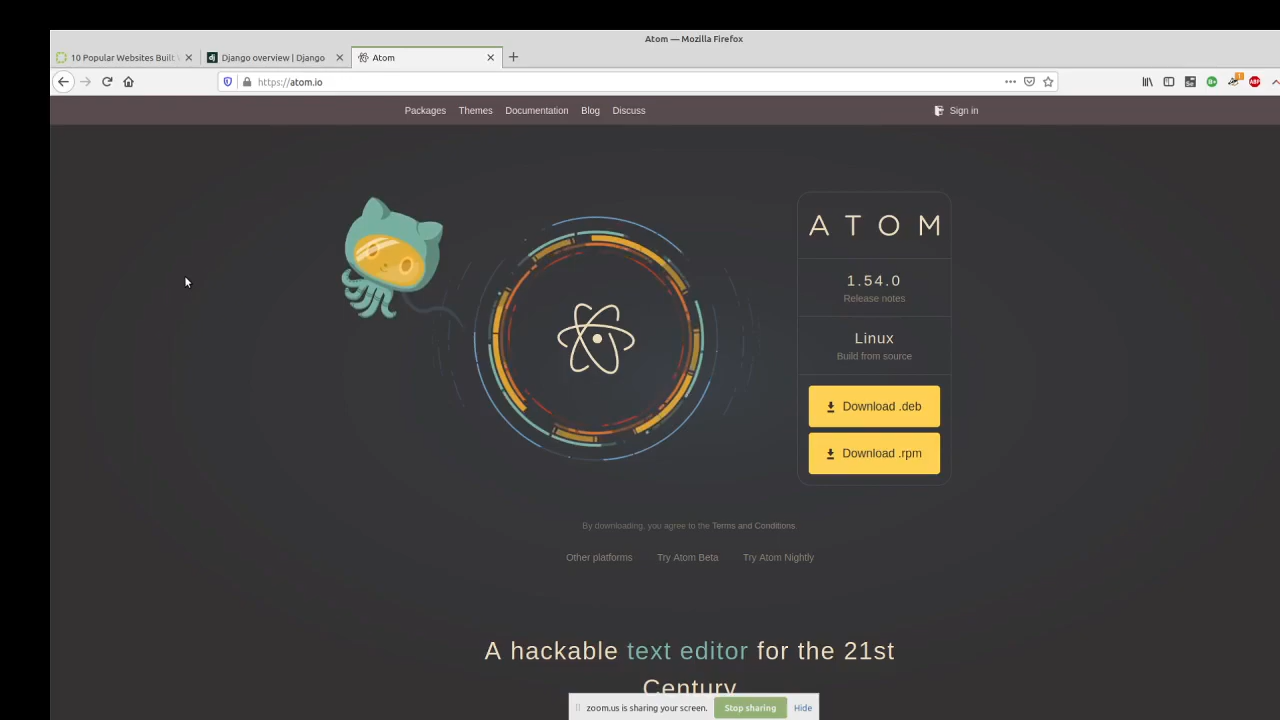 Atom — Mozilla Firefox
10 Popular Websites Built
Django overview | Django
Atom
https://atom.io
Packages Themes Documentation Blog Discuss
Sign in
ATOM
1.54.0
Release notes
Linux
Build from source
Download .deb
Download .rpm
By downloading, you agree to the Terms and Conditions.
Other platforms Try Atom Beta Try Atom Nightly
A hackable text editor for the 21st
Century
zoom.us is sharing your screen. Stop sharing Hide